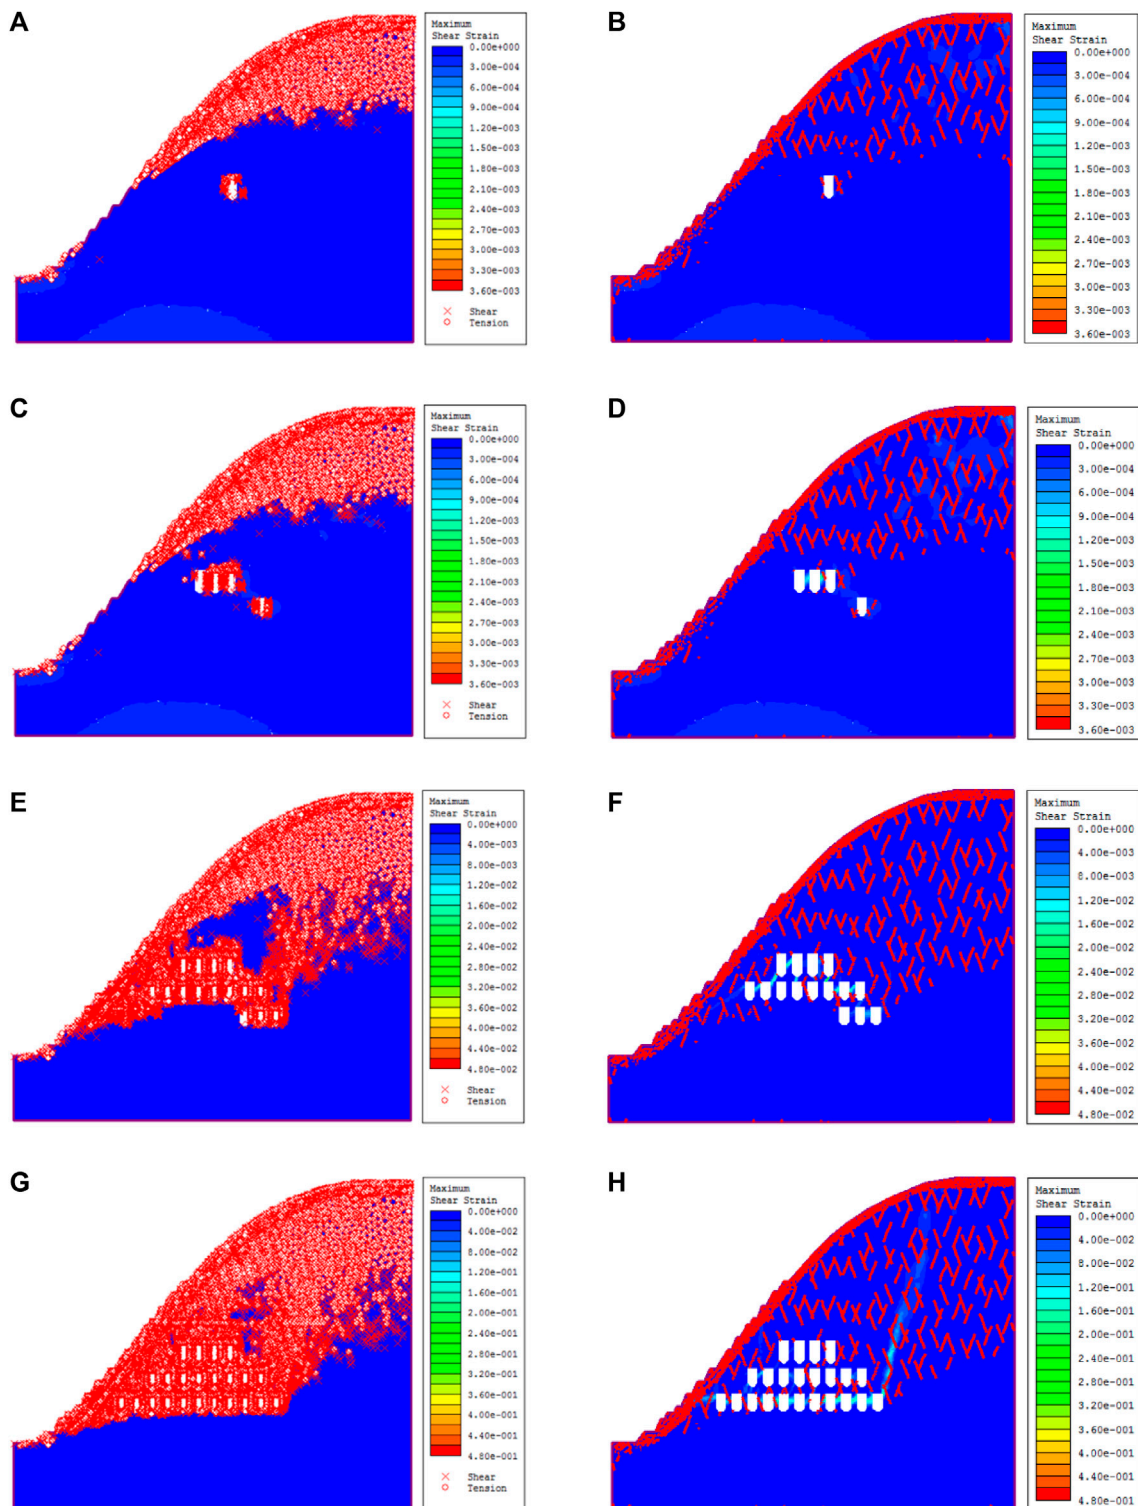 A
Maximum
Shear Strain
0.00e+000
3.00e-004
6.00e-004
9.00e-004
1.20e-003
1.50e-003
1.80e-003
2.10e-003
2.40e-003
2.70e-003
3.00e-003
3.30e-003
3.60e-003
Shear
Tension
B
Maximum
Shear Strain
0.00e+000
3.00e-004
6.00e-004
9.00e-004
1.20e-003
1.50e-003
1.80e-003
2.10e-003
2.40e-003
2.70e-003
3.00e-003
3.30e-003
3.60e-003
C
Maximum
Shear Strain
0.00e+000
3.00e-004
6.00e-004
9.00e-004
1.20e-003
1.50e-003
1.80e-003
2.10e-003
2.40e-003
2.70e-003
3.00e-003
3.30e-003
3.60e-003
Shear
Tension
D
Maximum
Shear Strain
0.00e+000
3.00e-004
6.00e-004
9.00e-004
1.20e-003
1.50e-003
1.80e-003
2.10e-003
2.40e-003
2.70e-003
3.00e-003
3.30e-003
3.60e-003
E
Maximum
Shear Strain
0.00e+000
4.00e-003
8.00e-003
1.20e-002
1.60e-002
2.00e-002
2.40e-002
2.80e-002
3.20e-002
3.60e-002
4.00e-002
4.40e-002
4.80e-002
Shear
Tension
F
Maximum
Shear Strain
0.00e+000
4.00e-003
8.00e-003
1.20e-002
1.60e-002
2.00e-002
2.40e-002
2.80e-002
3.20e-002
3.60e-002
4.00e-002
4.40e-002
4.80e-002
G
Maximum
Shear Strain
0.00e+000
4.00e-002
8.00e-002
1.20e-001
1.60e-001
2.00e-001
2.40e-001
2.80e-001
3.20e-001
3.60e-001
4.00e-001
4.40e-001
4.80e-001
Shear
Tension
H
Maximum
Shear Strain
0.00e+000
4.00e-002
8.00e-002
1.20e-001
1.60e-001
2.00e-001
2.40e-001
2.80e-001
3.20e-001
3.60e-001
4.00e-001
4.40e-001
4.80e-001